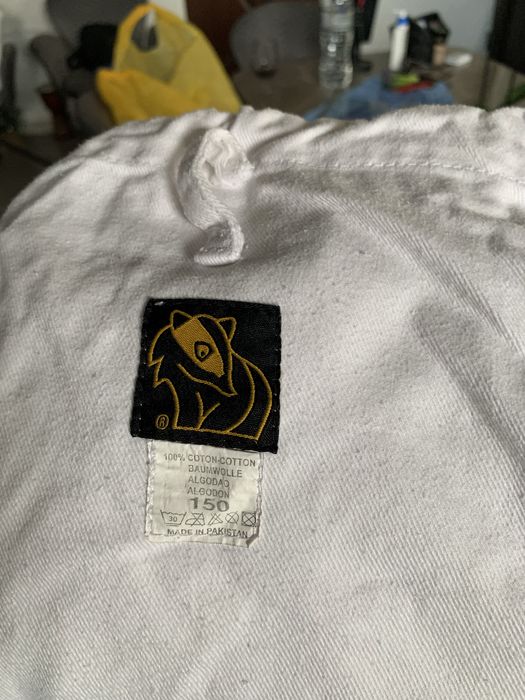 ®
100% COTON-COTTON
BAUMWOLLE
ALGODAO
ALGODON
150
30
MADE IN PAKISTAN